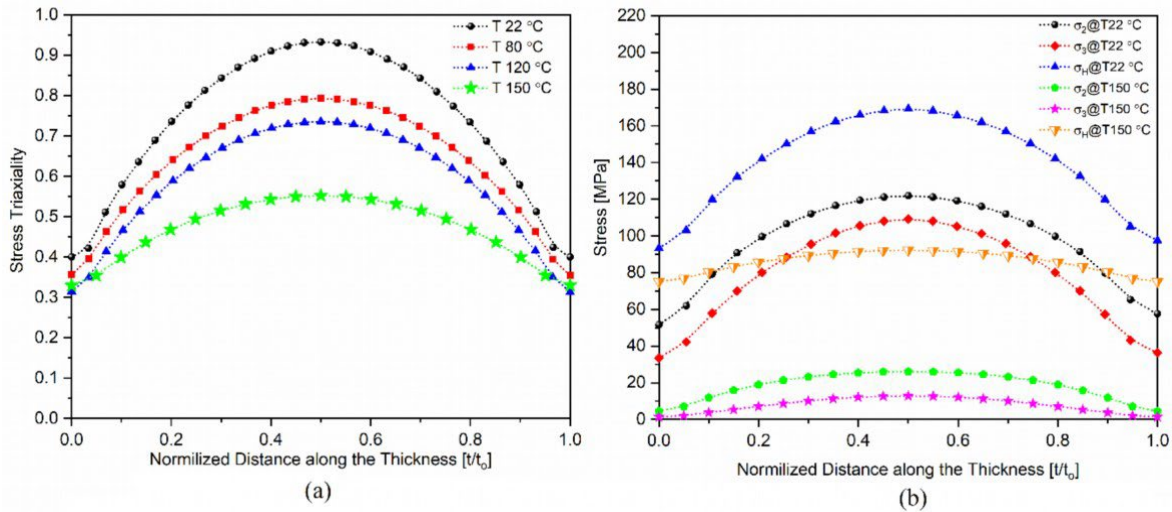 1.0
0.9
0.8
0.7
0.6
0.5
0.4
0.3
0.2
0.1
0.0
Stress Triaxiality
T 22 °C
T 80 °C
T 120 °C
T 150 °C
0.0 0.2 0.4 0.6 0.8 1.0
Normilized Distance along the Thickness [t/to]
(a)
220
200
180
160
140
120
100
80
60
40
20
0
Stress [MPa]
σ2@T22 °C
σ3@T22 °C
σH@T22 °C
σ2@T150 °C
σ3@T150 °C
σH@T150 °C
0.0 0.2 0.4 0.6 0.8 1.0
Normilized Distance along the Thickness [t/to]
(b)